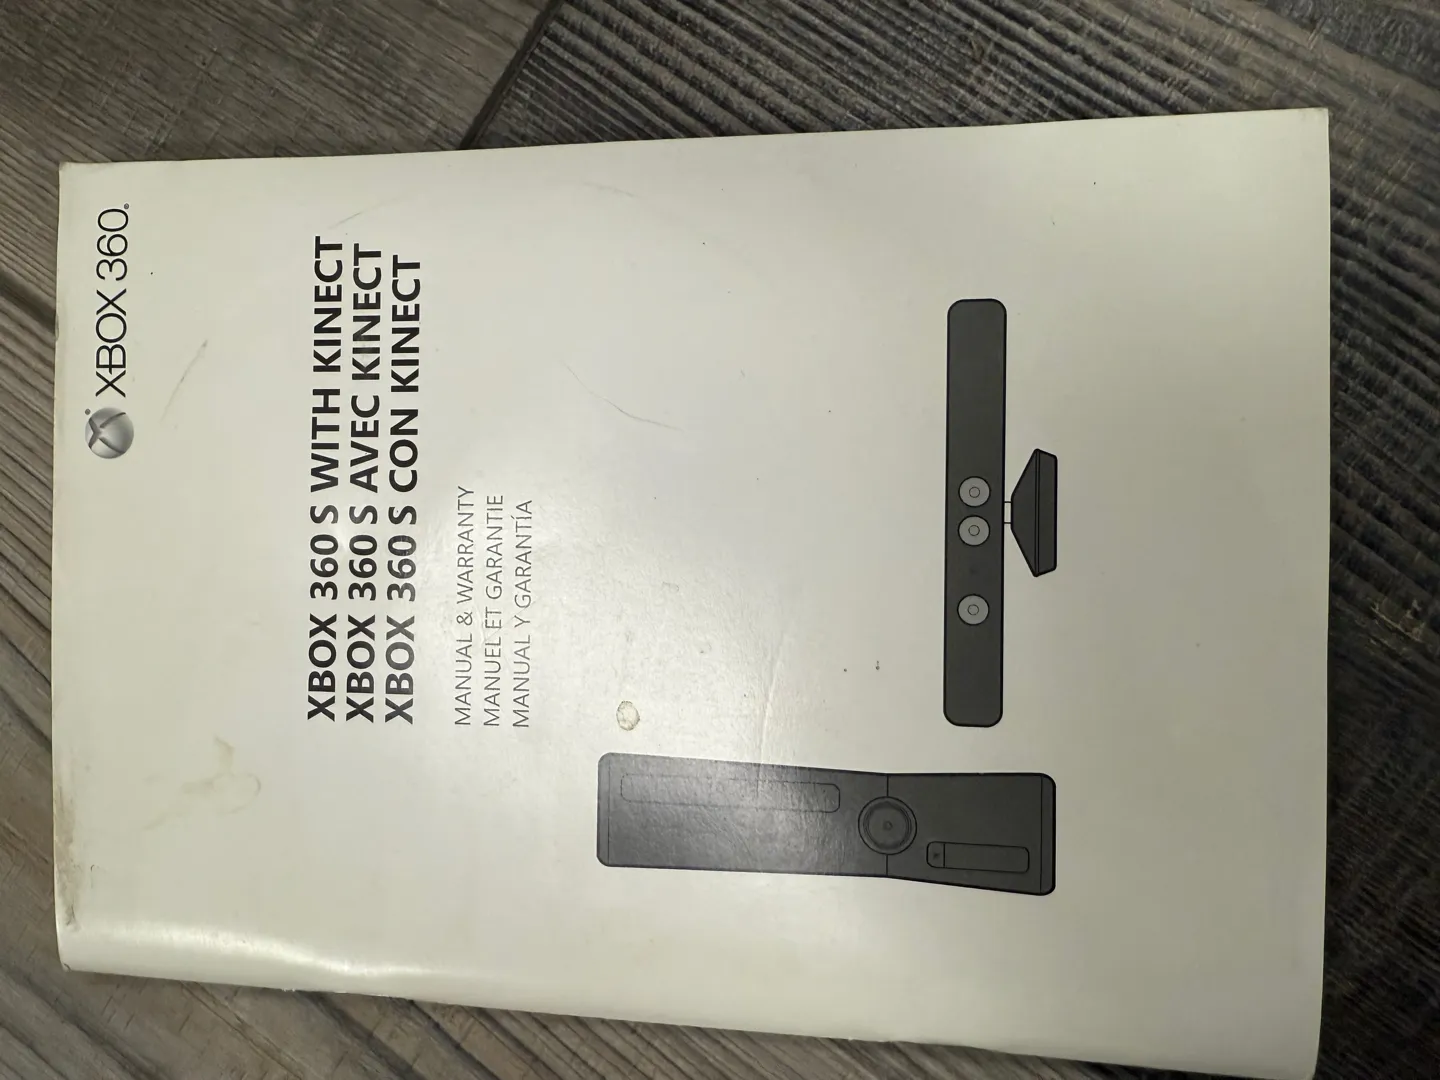 XBOX 360®
XBOX 360 S WITH KINECT
XBOX 360 S AVEC KINECT
XBOX 360 S CON KINECT
MANUAL & WARRANTY
MANUEL ET GARANTIE
MANUAL Y GARANTÍA